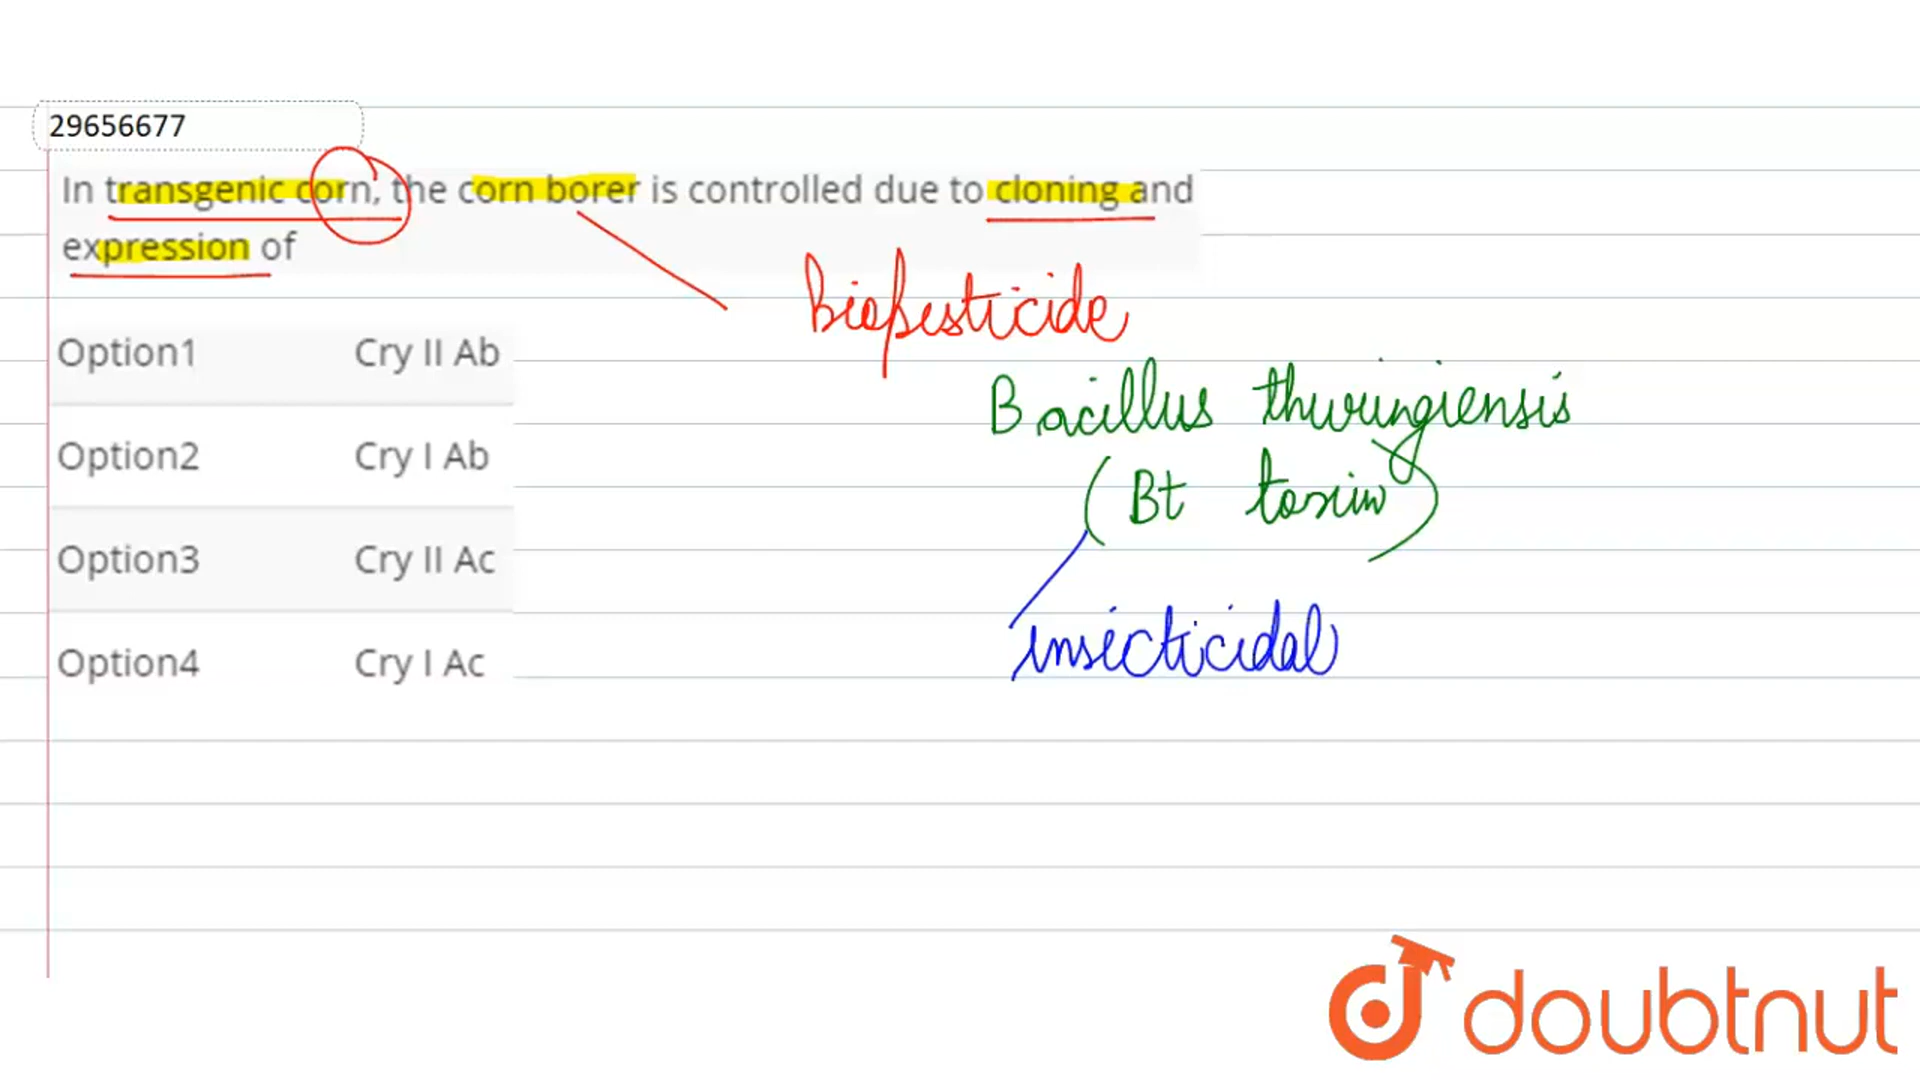 29656677
In transgenic corn, the corn borer is controlled due to cloning and
expression of
Biopesticide
Option1 Cry II Ab
Bacillus thuringiensis
Option2 Cry I Ab
(Bt toxin)
Option3 Cry II Ac
insecticidal
Option4 Cry I Ac
doubtnut